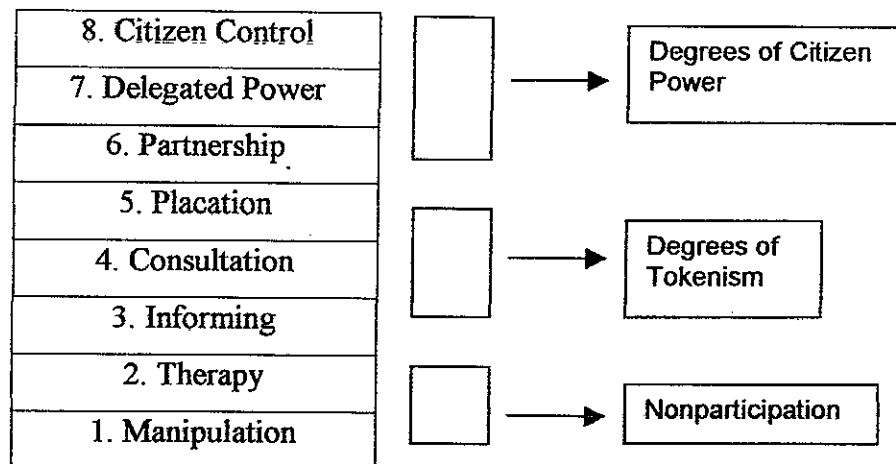 8. Citizen Control
7. Delegated Power
6. Partnership
5. Placation
4. Consultation
3. Informing
2. Therapy
1. Manipulation
Degrees of Citizen
Power
Degrees of
Tokenism
Nonparticipation